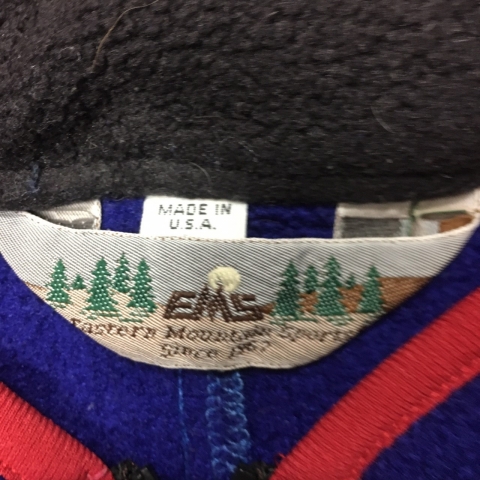 MADE IN
U.S.A.
EMS
Eastern Mountain Sports
Since 1967